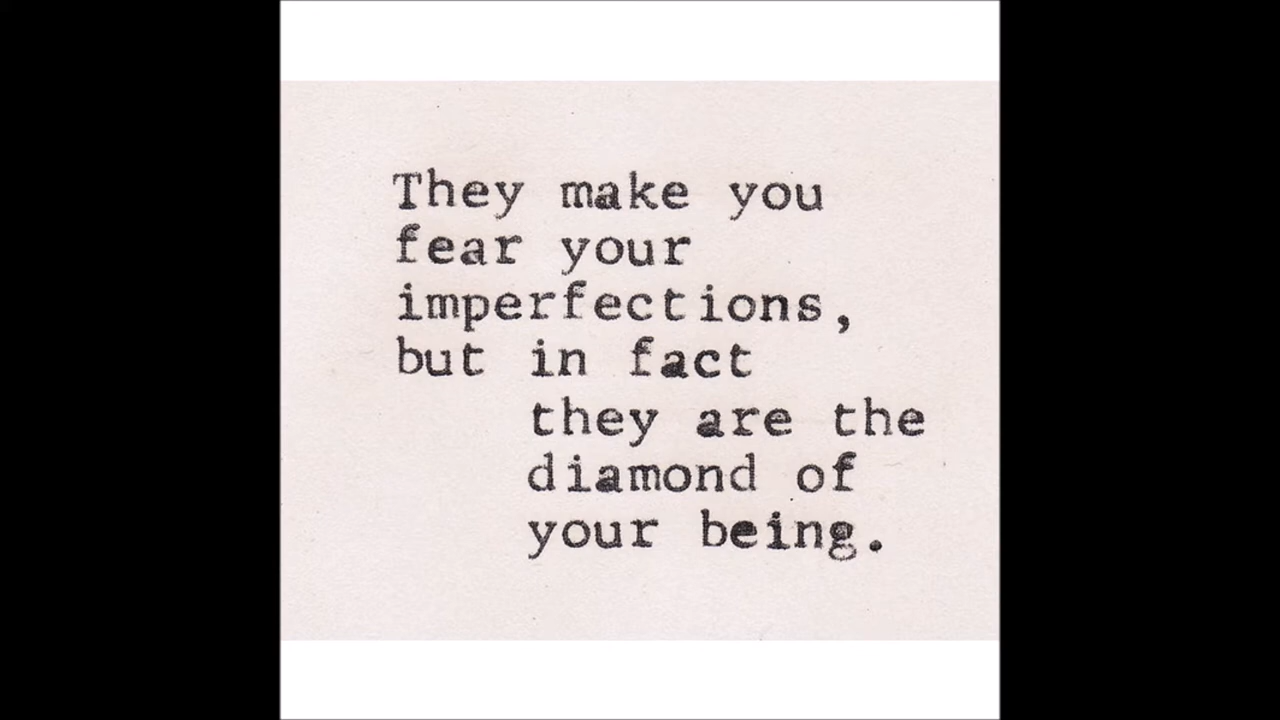 They make you
fear your
imperfections,
but in fact
they are the
diamond of
your being.